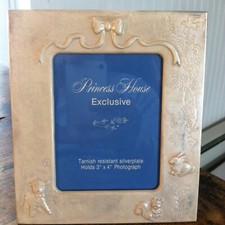 Princess House
Exclusive
Tarnish resistant silverplate
Holds 3" x 4" Photograph